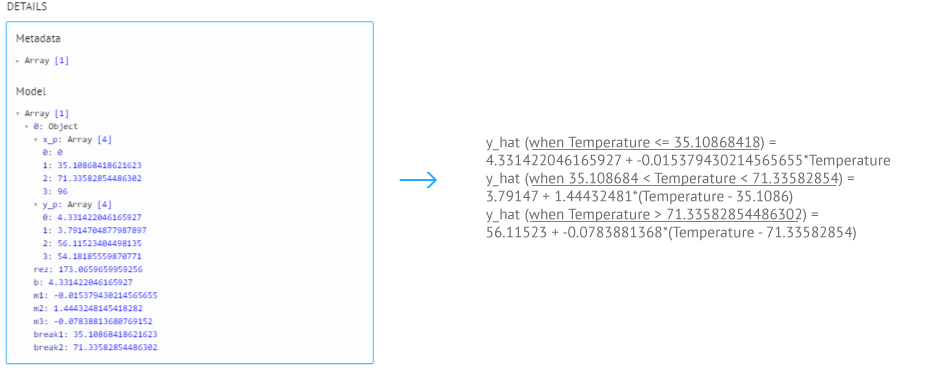 DETAILS
Metadata
▸ Array [1]
Model
▾ Array [1]
▾ 0: Object
▾ x_p: Array [4]
0: 0
1: 35.10868418621623
2: 71.33582854486302
3: 96
▾ y_p: Array [4]
0: 4.331422046165927
1: 3.7914704877987897
2: 56.11523404498135
3: 54.18185559870771
rez: 173.0659659959256
b: 4.331422046165927
m1: -0.015379430214565655
m2: 1.4443248145418282
m3: -0.07838813680769152
break1: 35.10868418621623
break2: 71.33582854486302
y_hat (when Temperature <= 35.10868418) =
4.331422046165927 + -0.015379430214565655*Temperature
y_hat (when 35.108684 < Temperature < 71.33582854) =
3.79147 + 1.44432481*(Temperature - 35.1086)
y_hat (when Temperature > 71.33582854486302) =
56.11523 + -0.0783881368*(Temperature - 71.33582854)